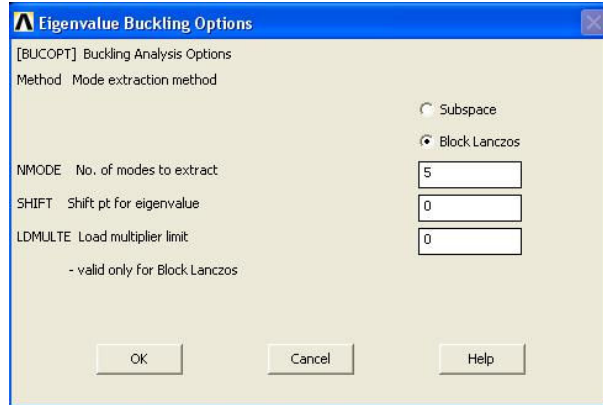 Eigenvalue Buckling Options
[BUCOPT] Buckling Analysis Options
Method Mode extraction method
Subspace
Block Lanczos
NMODE No. of modes to extract 5
SHIFT Shift pt for eigenvalue 0
LDMULTE Load multiplier limit 0
- valid only for Block Lanczos
OK Cancel Help